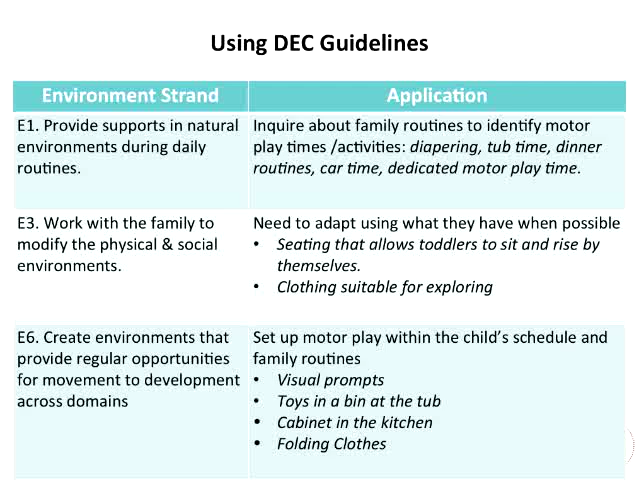 Using DEC Guidelines
Environment Strand
Application
E1. Provide supports in natural
environments during daily
routines.
Inquire about family routines to identify motor
play times /activities: diapering, tub time, dinner
routines, car time, dedicated motor play time.
E3. Work with the family to
modify the physical & social
environments.
Need to adapt using what they have when possible
• Seating that allows toddlers to sit and rise by
themselves.
• Clothing suitable for exploring
E6. Create environments that
provide regular opportunities
for movement to development
across domains
Set up motor play within the child's schedule and
family routines
• Visual prompts
• Toys in a bin at the tub
• Cabinet in the kitchen
• Folding Clothes